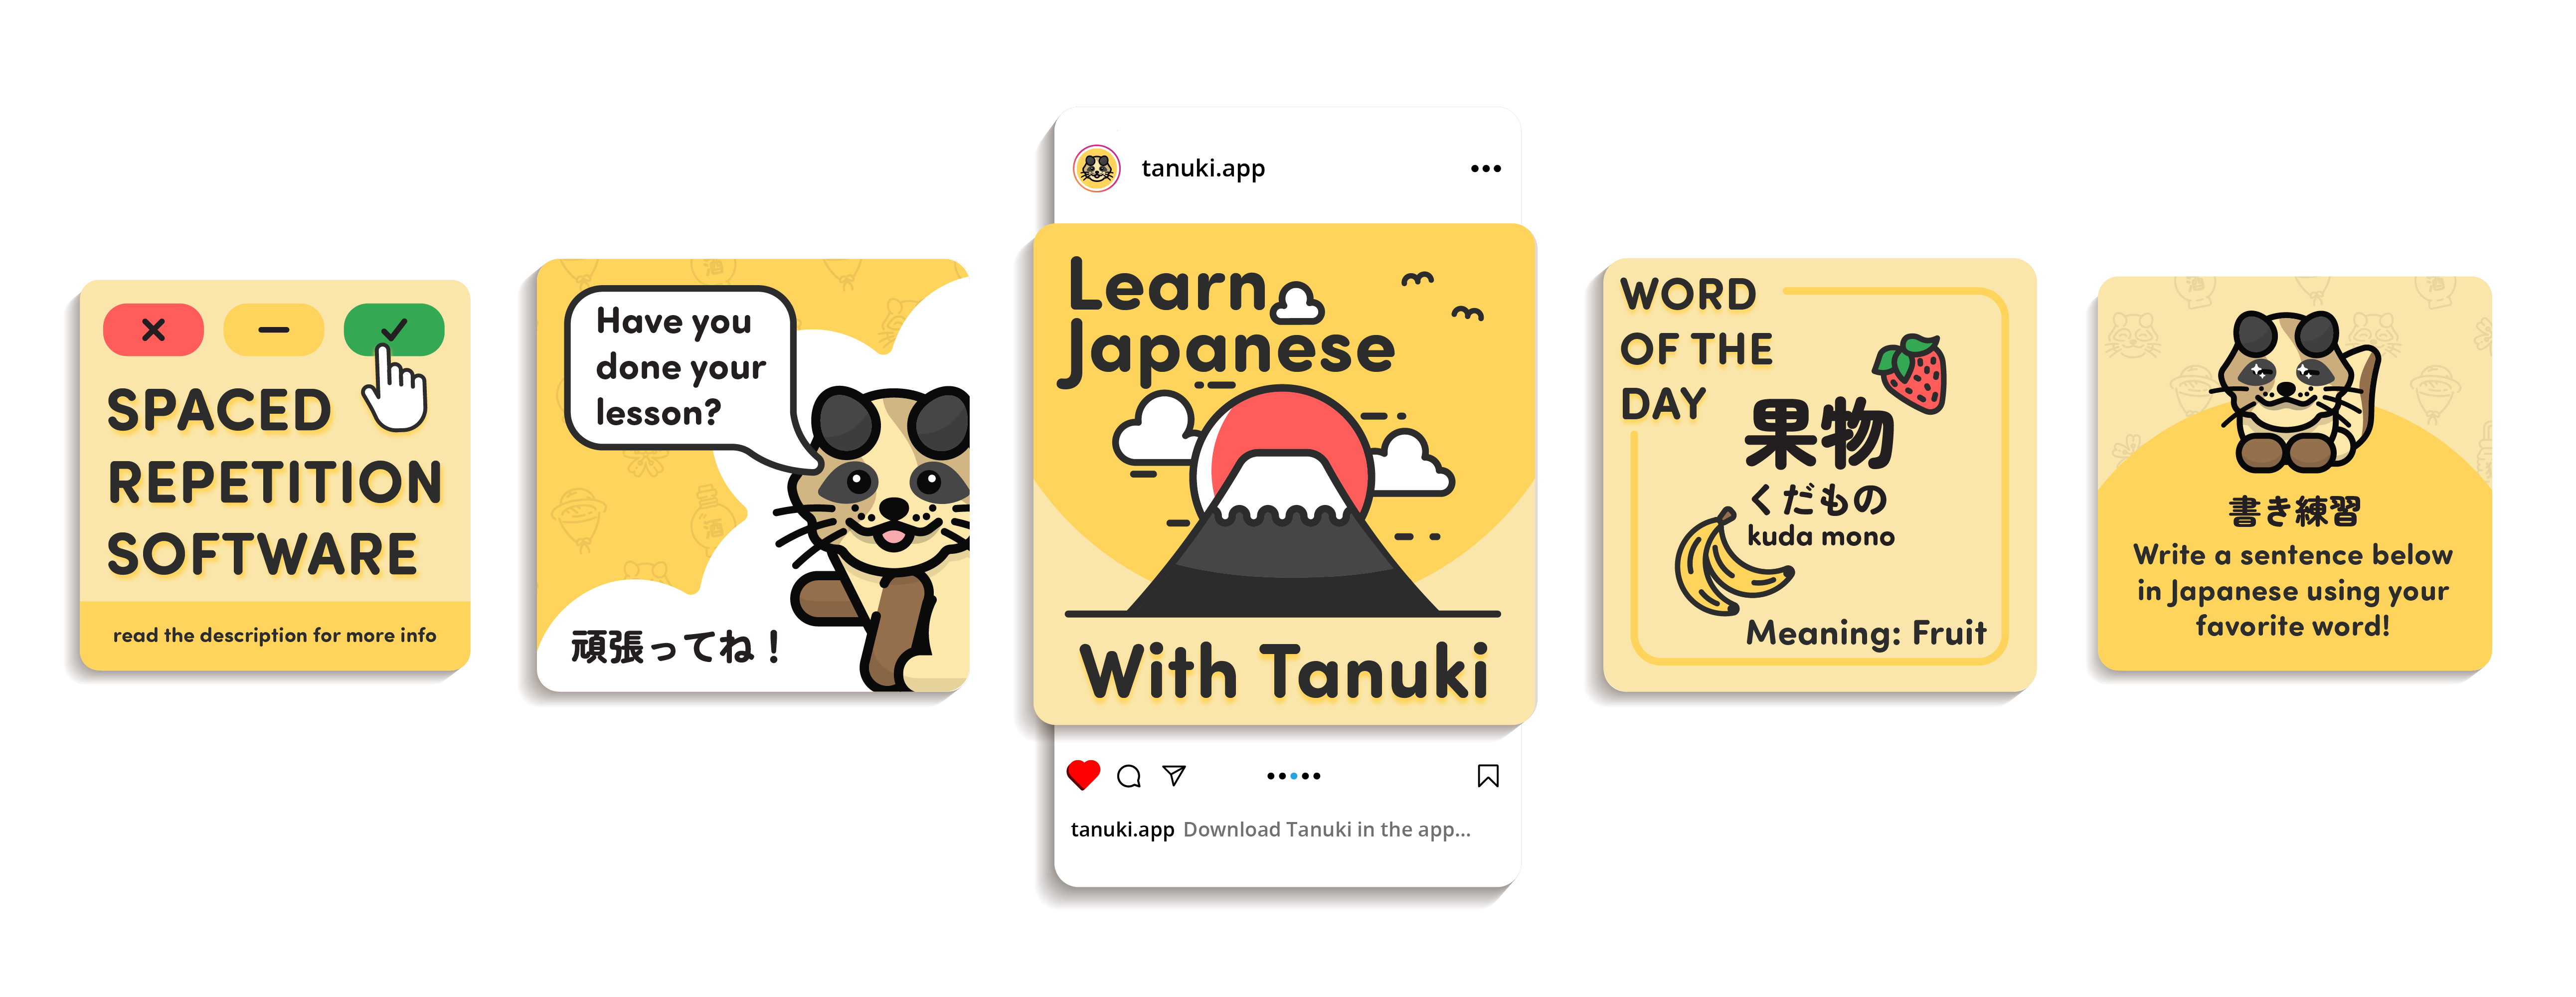 SPACED
REPETITION
SOFTWARE
read the description for more info
酒
Have you
done your
lesson?
酒
頑張ってね！
tanuki.app
Learn
Japanese
With Tanuki
tanuki.app Download Tanuki in the app...
WORD
OF THE
DAY
果物
くだもの
kuda mono
Meaning: Fruit
書き練習
Write a sentence below
in Japanese using your
favorite word!